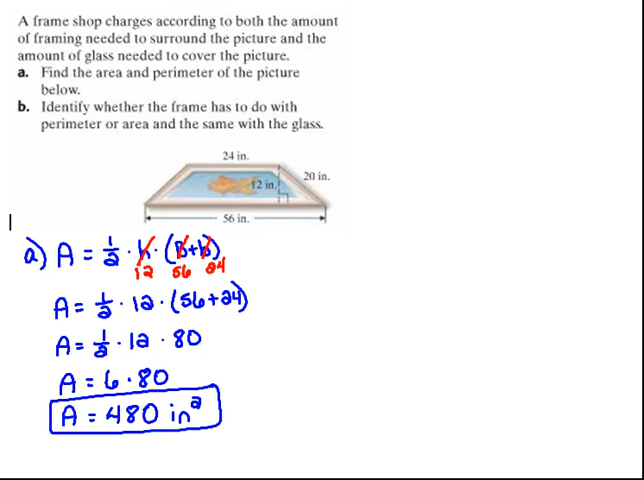 A frame shop charges according to both the amount
of framing needed to surround the picture and the
amount of glass needed to cover the picture.
a. Find the area and perimeter of the picture
below.
b. Identify whether the frame has to do with
perimeter or area and the same with the glass.
24 in.
12 in.
20 in.
56 in.
a) A = 1/2 · h · (B+b)
12 56 24
A = 1/2 · 12 · (56+24)
A = 1/2 · 12 · 80
A = 6 · 80
A = 480 in²